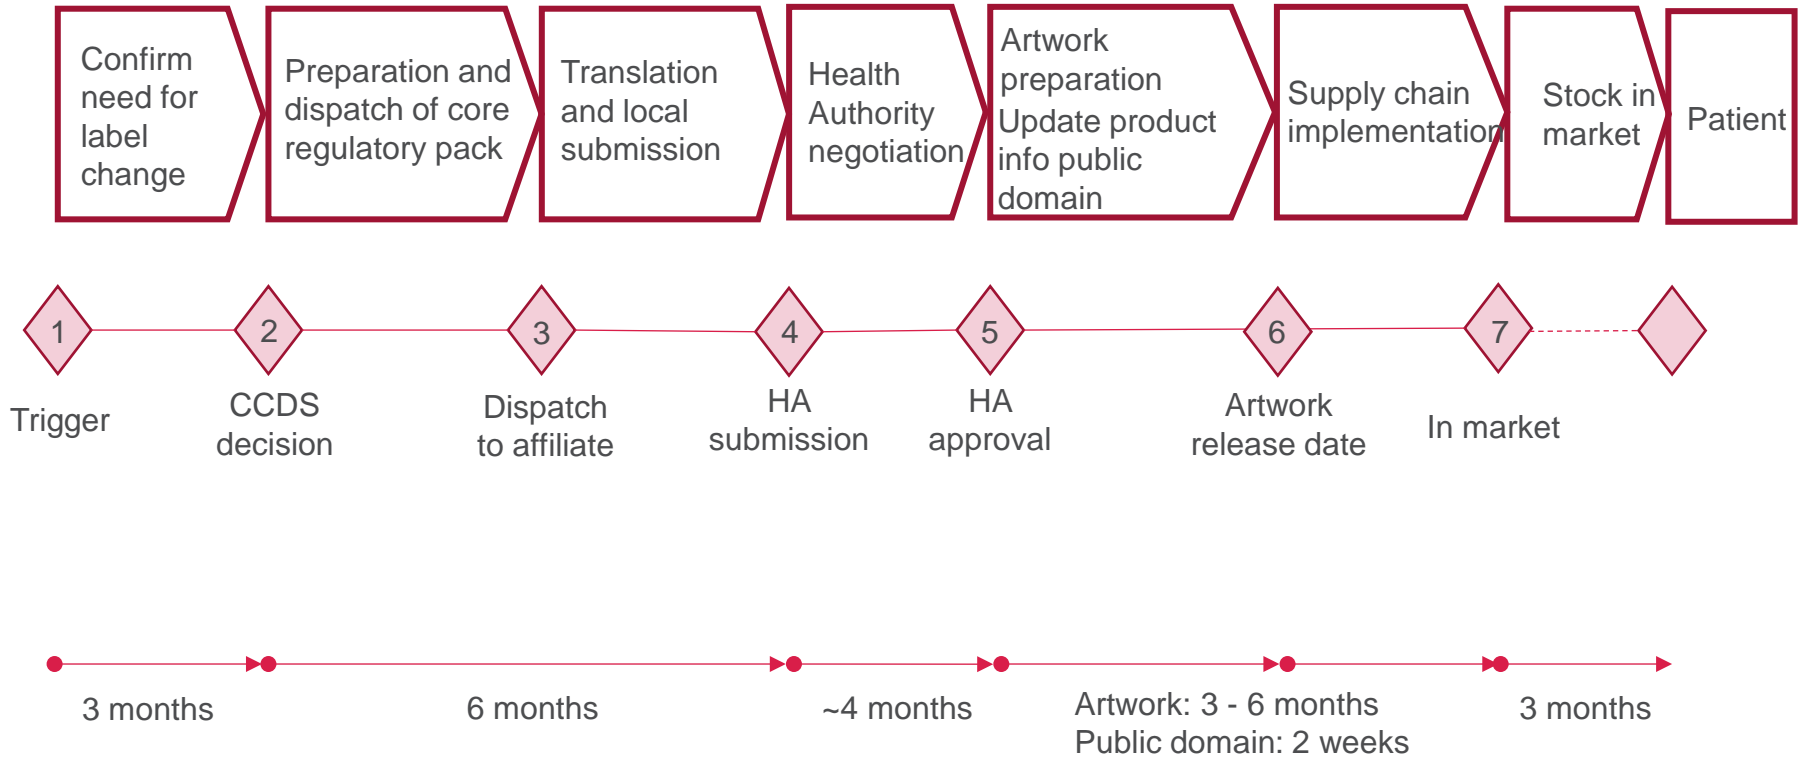 Confirm
need for
label
change
Preparation and
dispatch of core
regulatory pack
Translation
and local
submission
Health
Authority
negotiation
Artwork
preparation
Update product
info public
domain
Supply chain
implementation
Stock in
market
Patient
1
2
3
4
5
6
7
Trigger
CCDS
decision
Dispatch
to affiliate
HA
submission
HA
approval
Artwork
release date
In market
3 months
6 months
~4 months
Artwork: 3 - 6 months
Public domain: 2 weeks
3 months